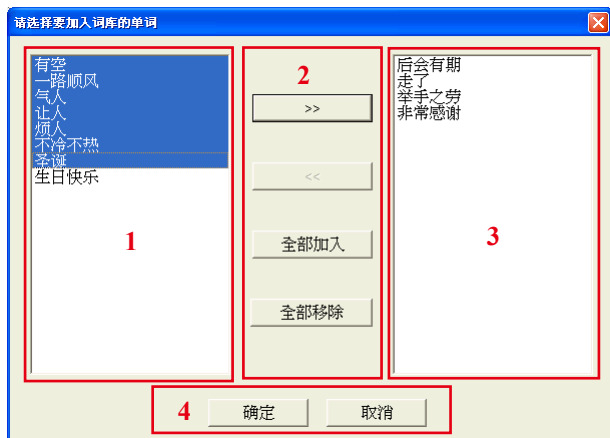 请选择要加入词库的单词
有空
一路顺风
气人
让人
烦人
不冷不热
圣诞
生日快乐
1
2
>>
<<
全部加入
全部移除
后会有期
走了
举手之劳
非常感谢
3
4
确定
取消